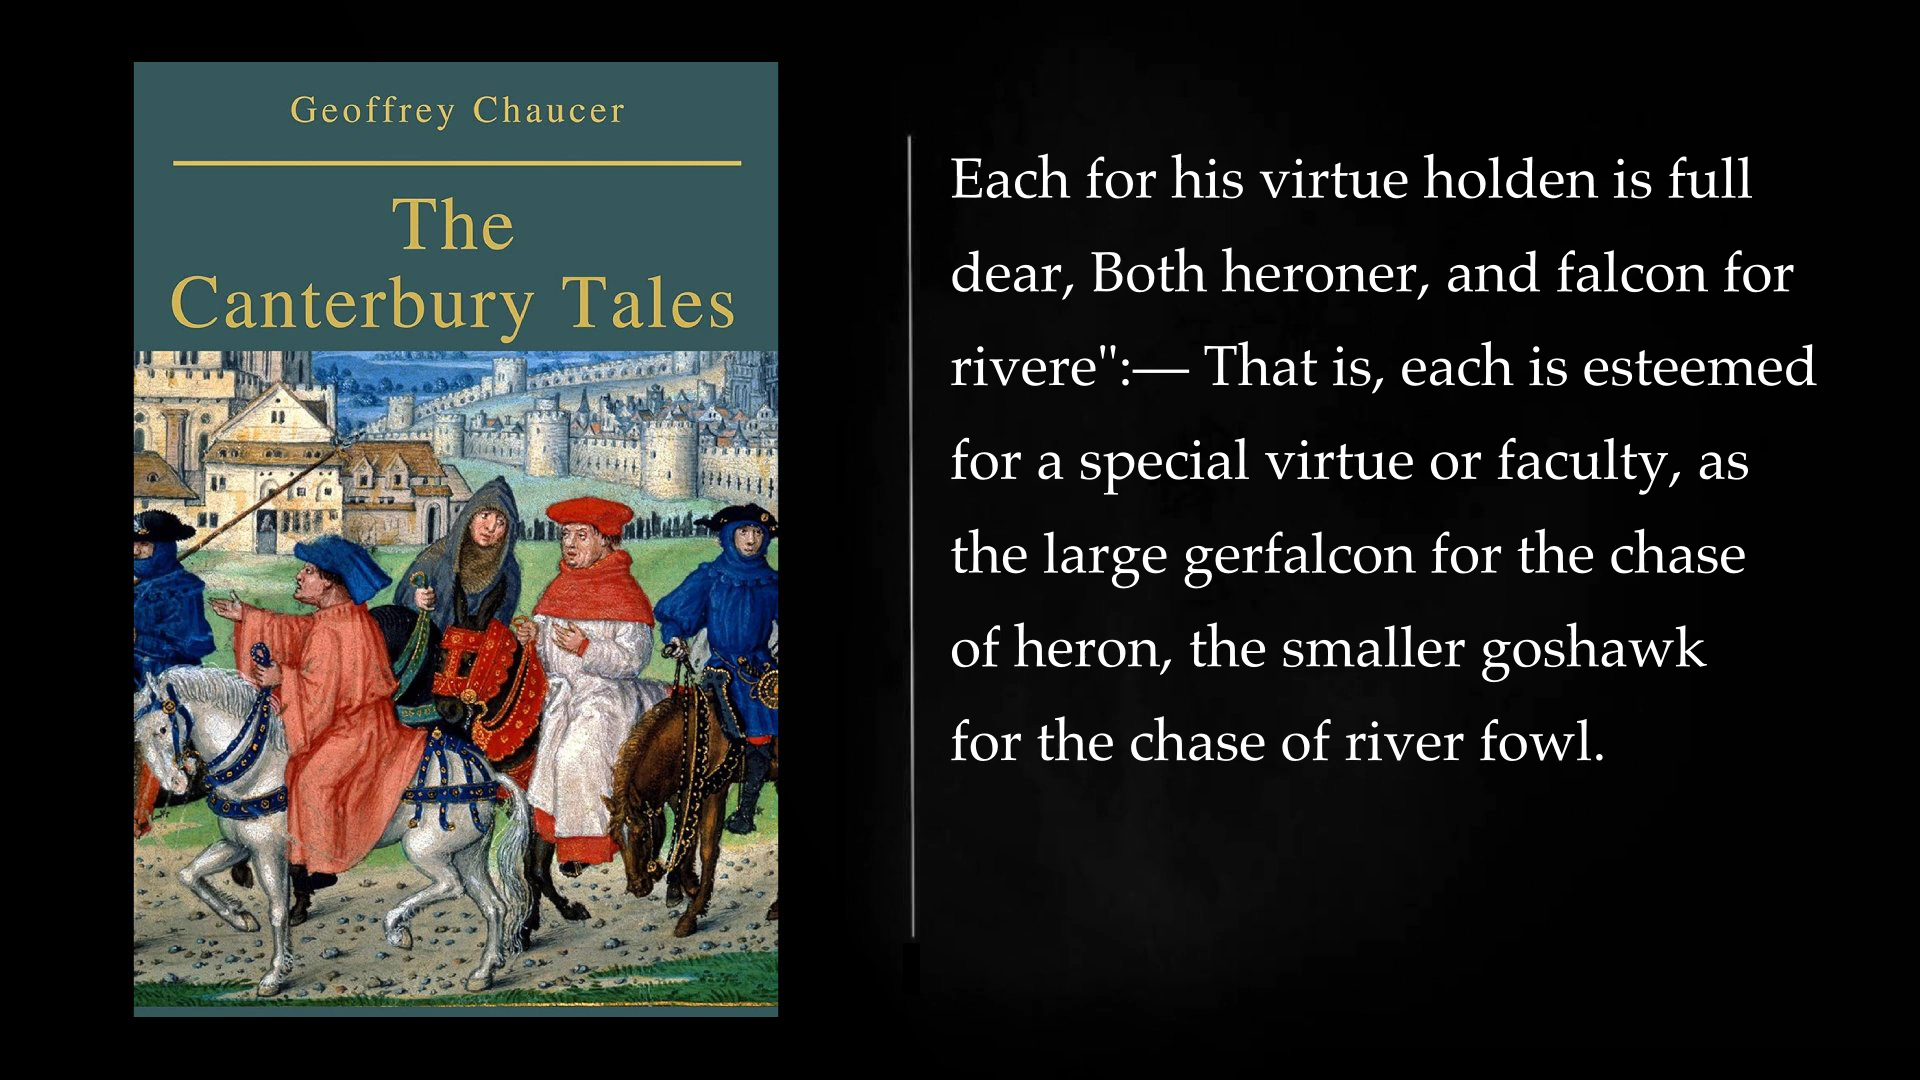 Geoffrey Chaucer
The
Canterbury Tales
Each for his virtue holden is full
dear, Both heroner, and falcon for
rivere":— That is, each is esteemed
for a special virtue or faculty, as
the large gerfalcon for the chase
of heron, the smaller goshawk
for the chase of river fowl.